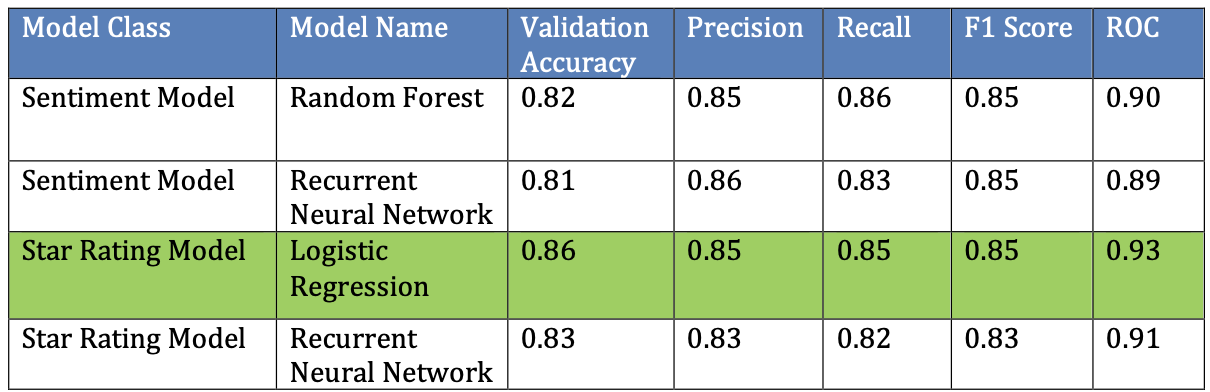 Model Class Model Name Validation Accuracy Precision Recall F1 Score ROC
Sentiment Model Random Forest 0.82 0.85 0.86 0.85 0.90
Sentiment Model Recurrent Neural Network 0.81 0.86 0.83 0.85 0.89
Star Rating Model Logistic Regression 0.86 0.85 0.85 0.85 0.93
Star Rating Model Recurrent Neural Network 0.83 0.83 0.82 0.83 0.91